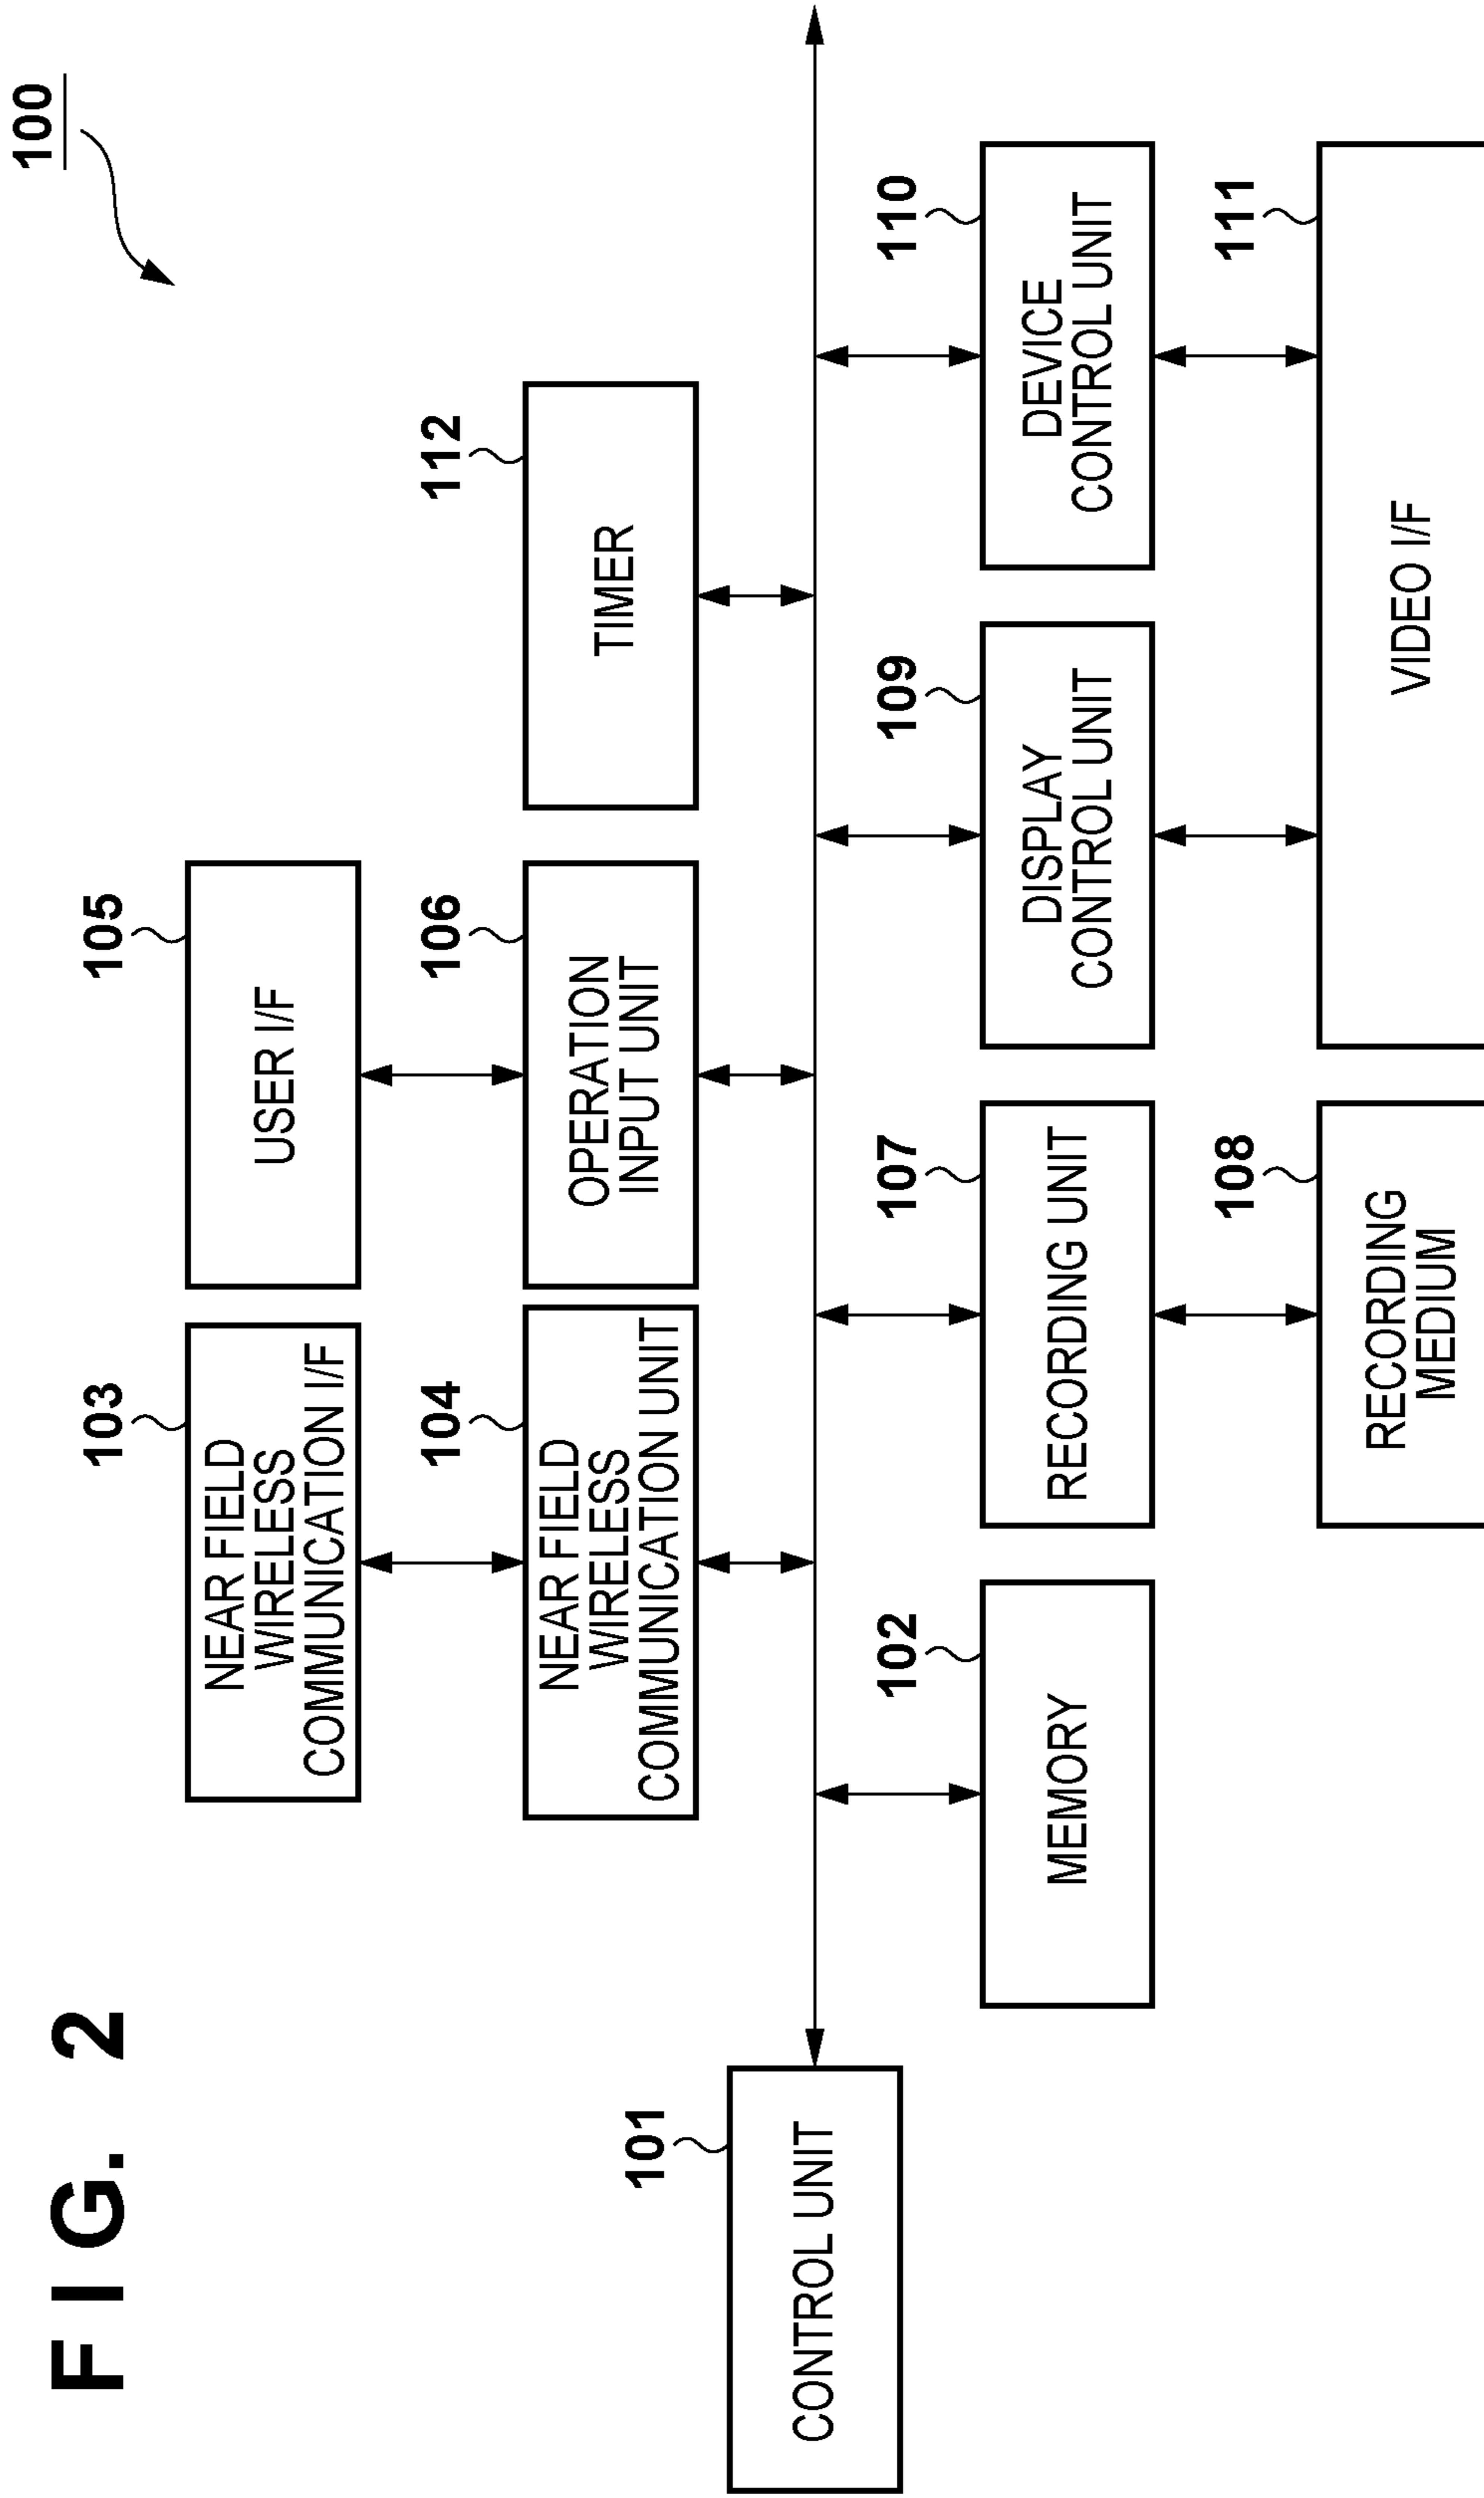 FIG. 2
100
103
NEAR FIELD
WIRELESS
COMMUNICATION I/F
105
USER I/F
104
NEAR FIELD
WIRELESS
COMMUNICATION UNIT
106
OPERATION
INPUT UNIT
112
TIMER
101
CONTROL UNIT
102
MEMORY
107
RECORDING UNIT
109
DISPLAY
CONTROL UNIT
110
DEVICE
CONTROL UNIT
108
RECORDING
MEDIUM
111
VIDEO I/F